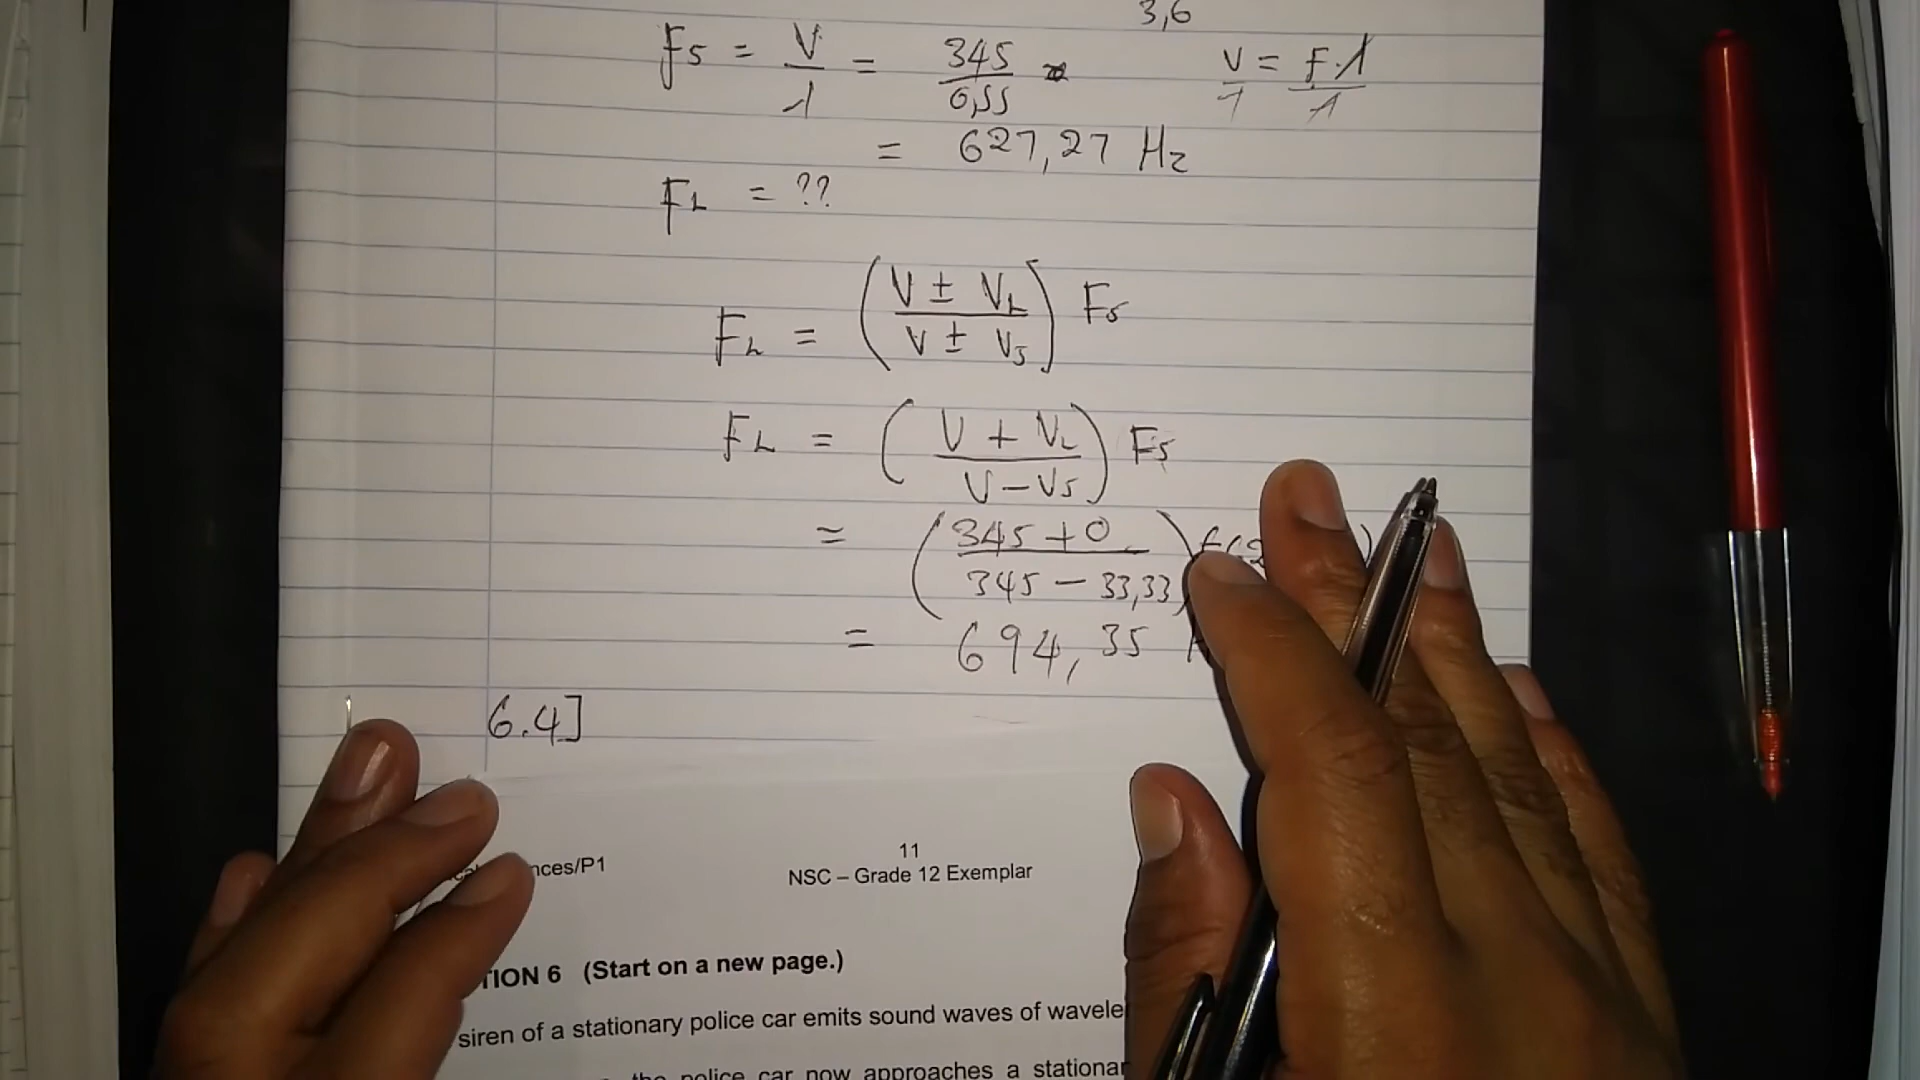 3,6
Fs = V/λ = 345/0,55
V/λ = F.λ/λ
= 627,27 Hz
FL = ??
FL = (V ± VL / V ± Vs) Fs
FL = (V + VL / V - Vs) Fs
= (345 + 0 / 345 - 33,33)
= 694,35
6.4]
nces/P1
11
NSC – Grade 12 Exemplar
TION 6 (Start on a new page.)
siren of a stationary police car emits sound waves of wavele
the police car now approaches a stationar